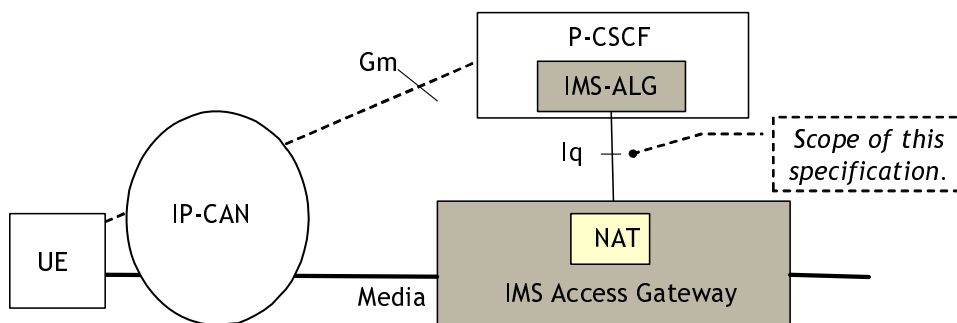 P-CSCF
Gm
IMS-ALG
Iq
Scope of this
specification.
IP-CAN
UE
NAT
Media
IMS Access Gateway